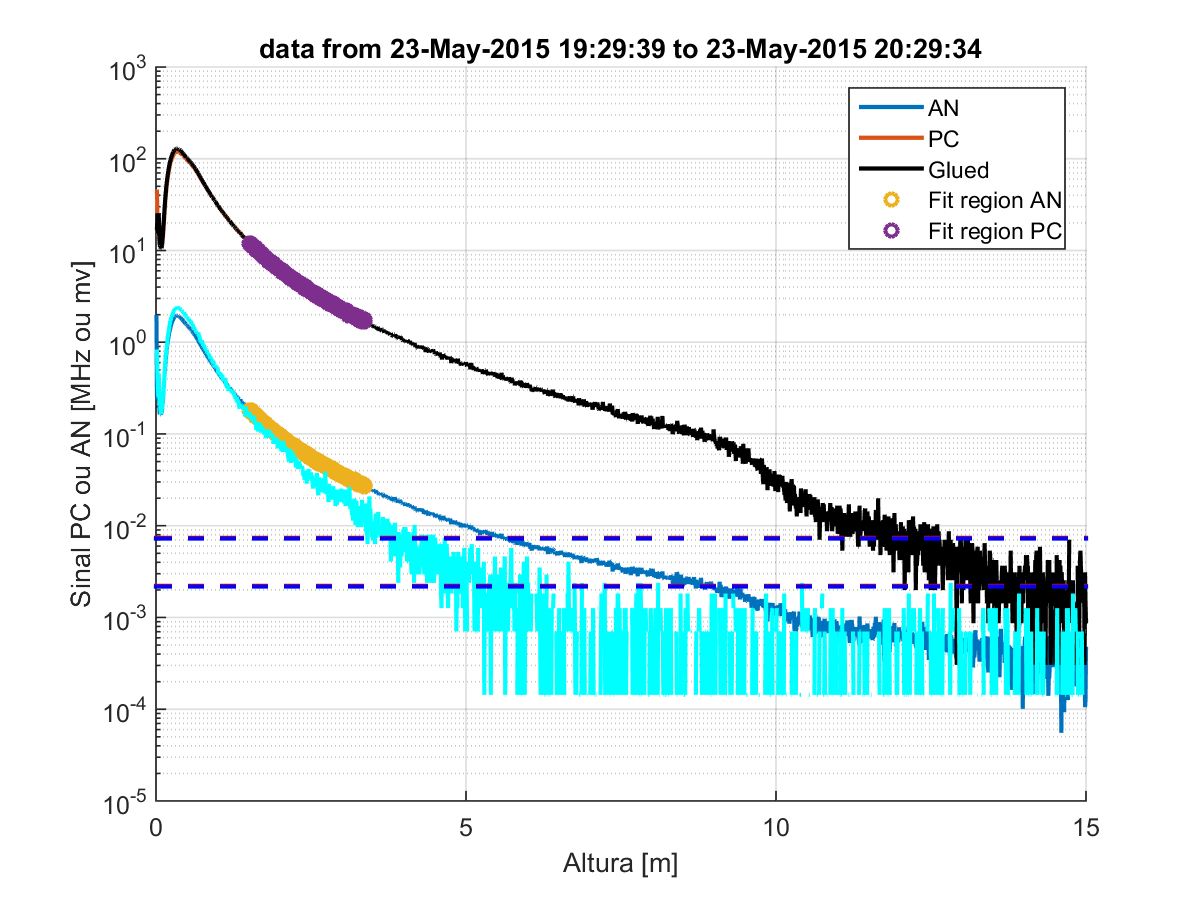 data from 23-May-2015 19:29:39 to 23-May-2015 20:29:34
10^3
10^2
10^1
10^0
10^-1
10^-2
10^-3
10^-4
10^-5
Sinal PC ou AN [MHz ou mv]
AN
PC
Glued
Fit region AN
Fit region PC
0
5
10
15
Altura [m]